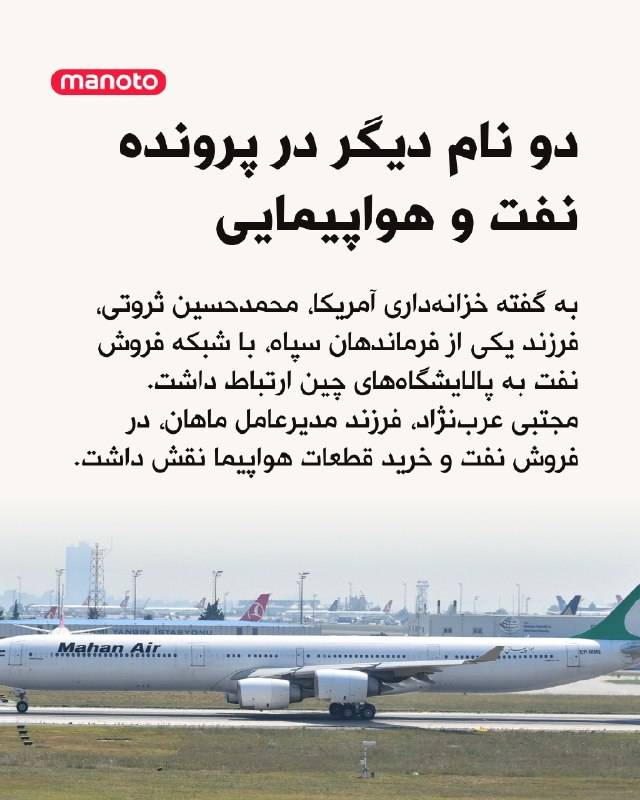 manoto
دو نامِ دیگر در پرونده
نفت و هواپیمایی
به گفته خزانه‌داری آمریکا، محمدحسین ثروتی،
فرزند یکی از فرماندهان سپاه، با شبکه فروش
نفت به پالایشگاه‌های چین ارتباط داشت.
مجتبی عرب‌نژاد، فرزند مدیرعامل ماهان، در
فروش نفت و خرید قطعات هواپیما نقش داشت.
YANGIN İSTASYONU
Mahan Air